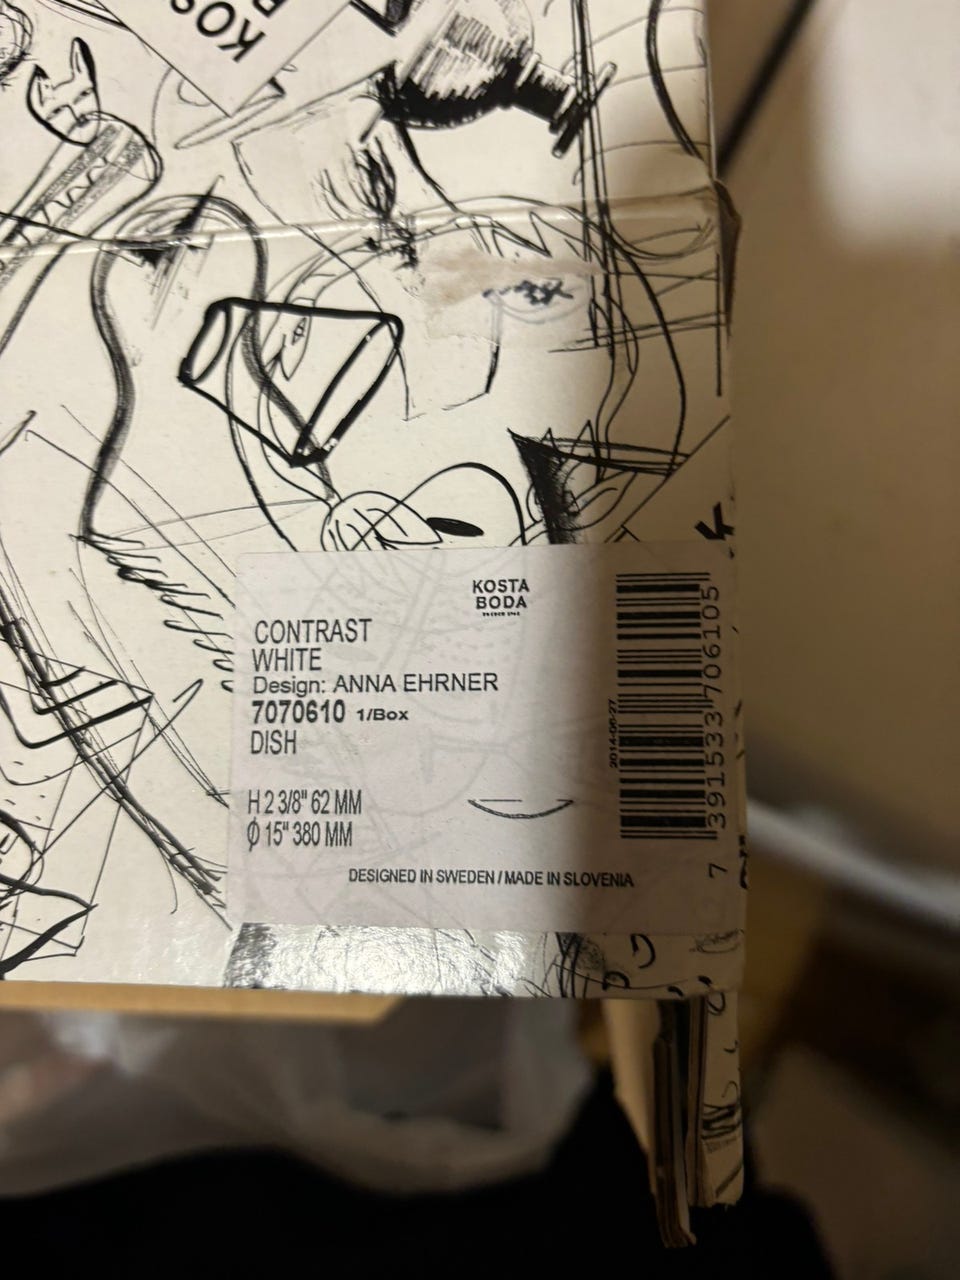 KOS
KOSTA
BODA
CONTRAST
WHITE
Design: ANNA EHRNER
7070610 1/Box
DISH
H 2 3/8" 62 MM
Ø 15" 380 MM
DESIGNED IN SWEDEN / MADE IN SLOVENIA
2014-06-27
7 391533 706105